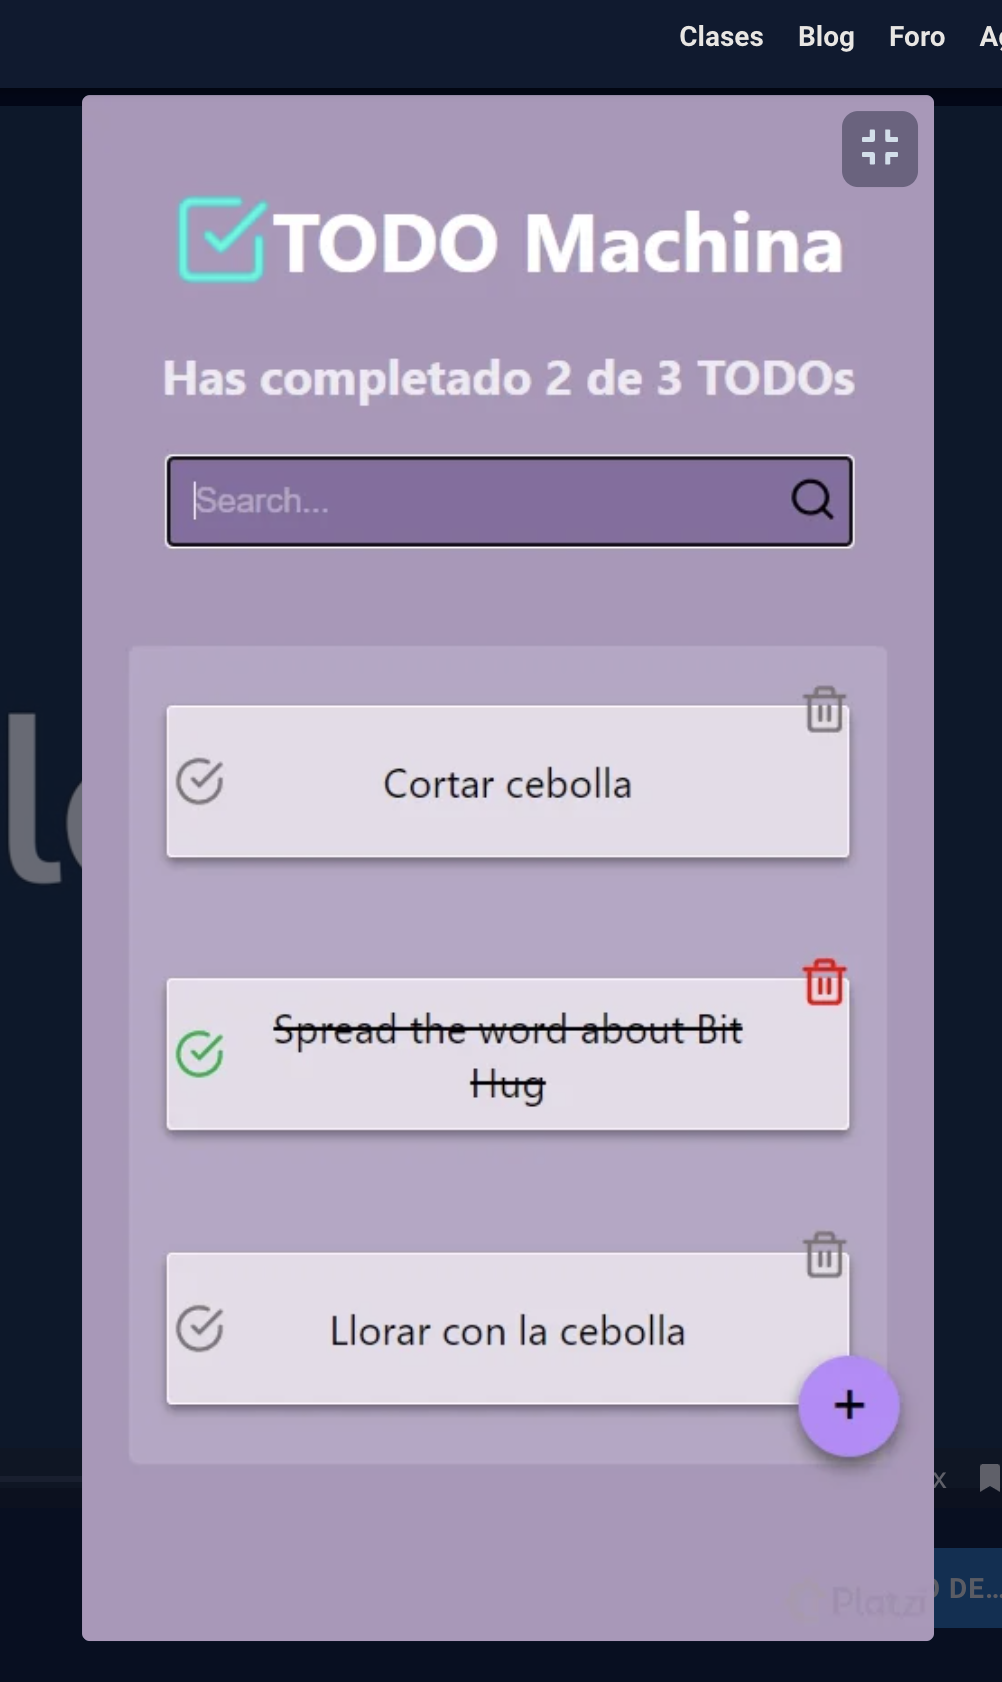 Clases Blog Foro
TODO Machina
Has completado 2 de 3 TODOs
Search...
Cortar cebolla
Spread the word about Bit
Hug
Llorar con la cebolla
+
x
DE...
Platzi